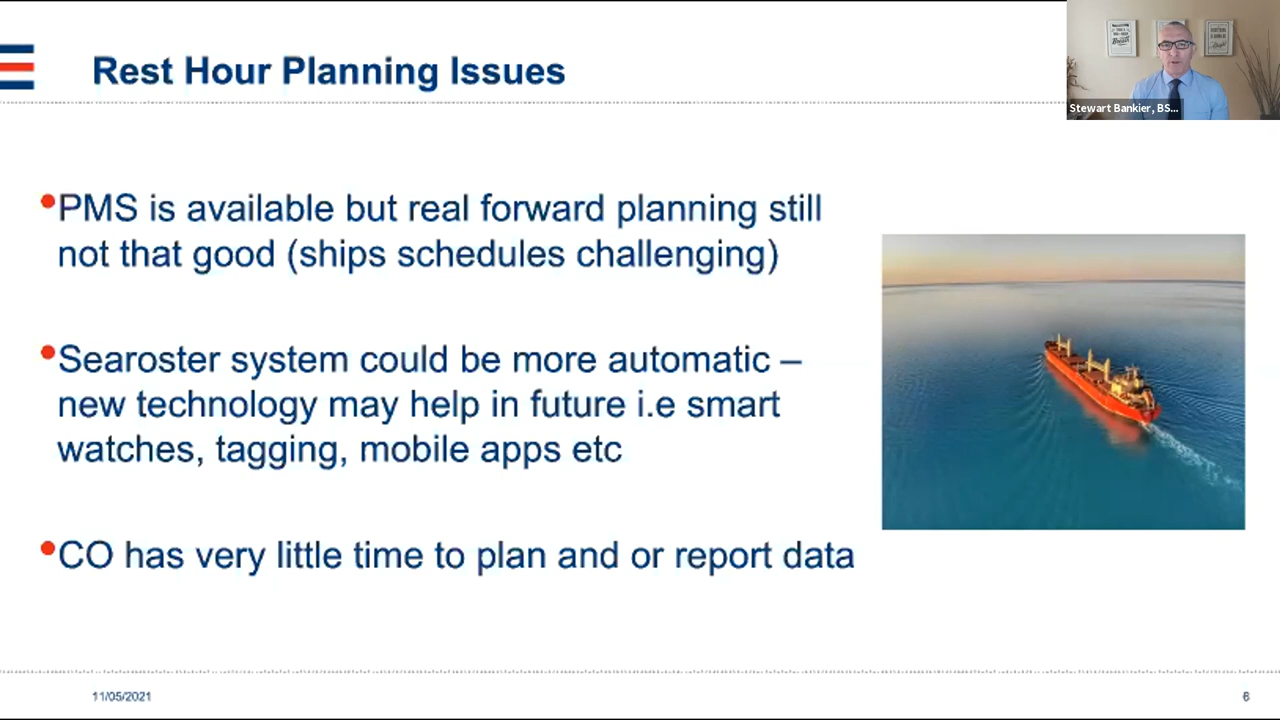 Rest Hour Planning Issues
Stewart Bankier, BS...
•PMS is available but real forward planning still
not that good (ships schedules challenging)
•Searoster system could be more automatic –
new technology may help in future i.e smart
watches, tagging, mobile apps etc
•CO has very little time to plan and or report data
11/05/2021
6